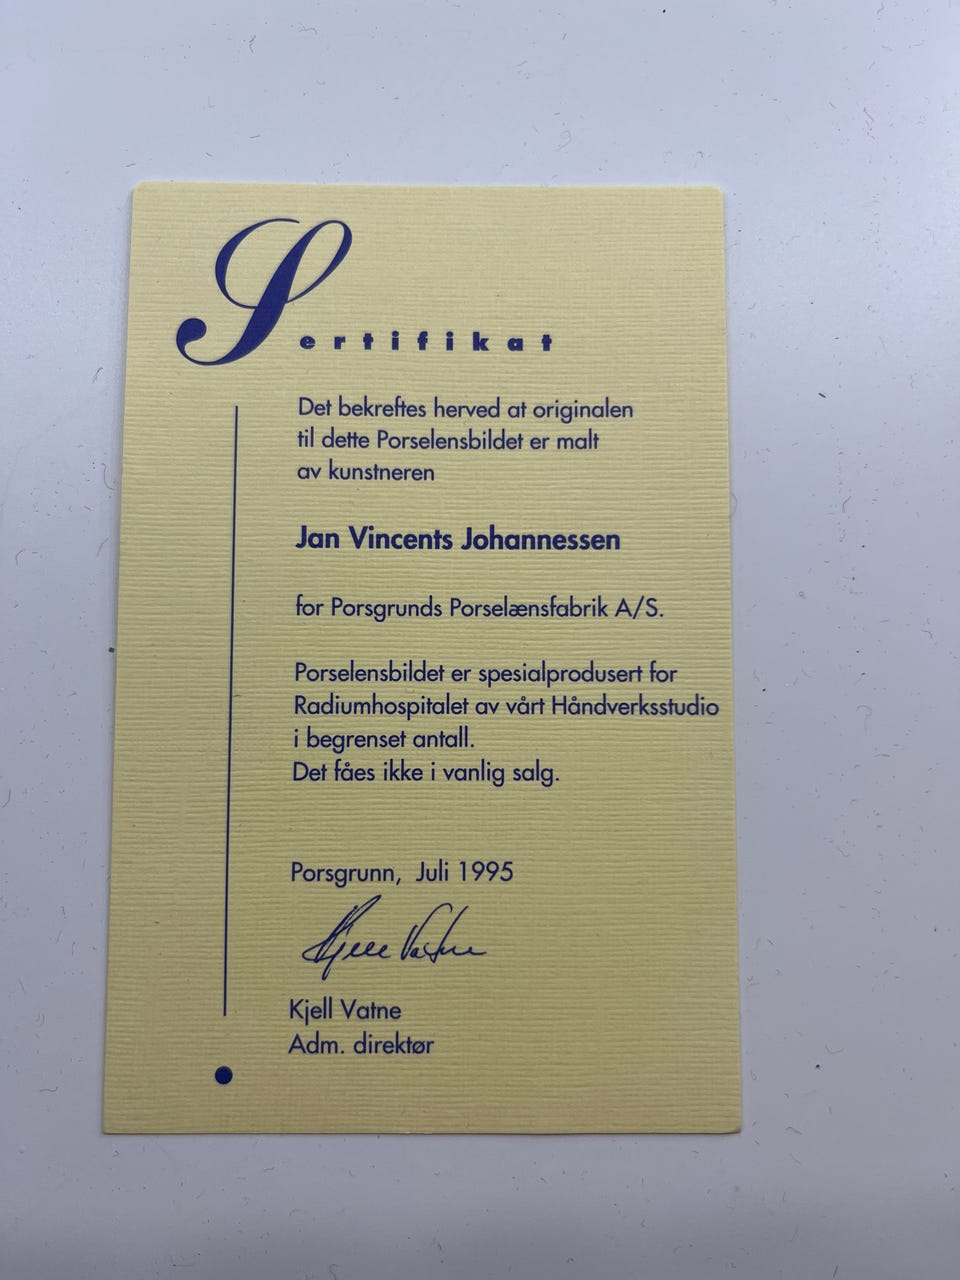 Sertifikat
Det bekreftes herved at originalen
til dette Porselensbildet er malt
av kunstneren
Jan Vincents Johannessen
for Porsgrunds Porselænsfabrik A/S.
Porselensbildet er spesialprodusert for
Radiumhospitalet av vårt Håndverksstudio
i begrenset antall.
Det fåes ikke i vanlig salg.
Porsgrunn, Juli 1995
Kjell Vatne
Kjell Vatne
Adm. direktør